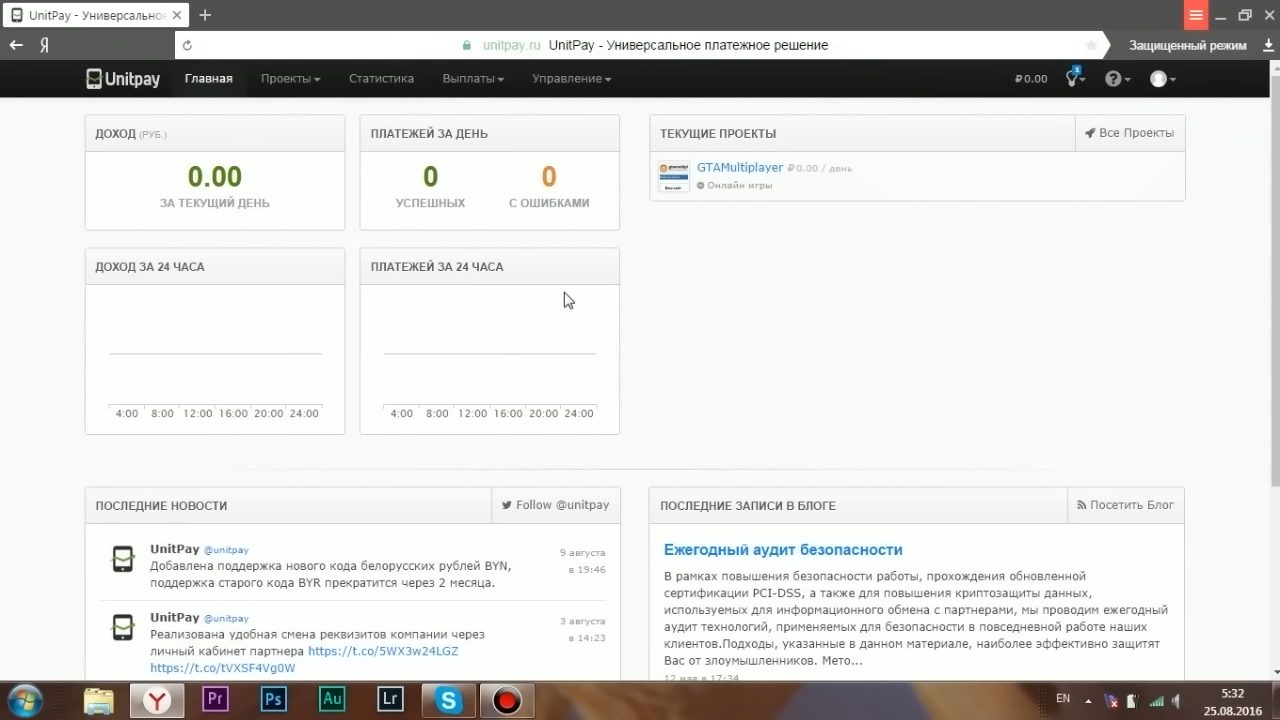 UnitPay - Универсально
unitpay.ru UnitPay - Универсальное платежное решение
Защищенный режим
Я
Unitpay Главная Проекты Статистика Выплаты Управление ₽0.00 1 ?
ДОХОД (РУБ.)
0.00
ЗА ТЕКУЩИЙ ДЕНЬ
ПЛАТЕЖЕЙ ЗА ДЕНЬ
0 0
УСПЕШНЫХ С ОШИБКАМИ
ТЕКУЩИЕ ПРОЕКТЫ Все Проекты
GTAMultiplayer ₽0.00 / день
Онлайн игры
ДОХОД ЗА 24 ЧАСА
4:00 8:00 12:00 16:00 20:00 24:00
ПЛАТЕЖЕЙ ЗА 24 ЧАСА
4:00 8:00 12:00 16:00 20:00 24:00
ПОСЛЕДНИЕ НОВОСТИ Follow @unitpay
UnitPay @unitpay 9 августа
Добавлена поддержка нового кода белорусских рублей BYN, в 19:46
поддержка старого кода BYR прекратится через 2 месяца.
UnitPay @unitpay 3 августа
Реализована удобная смена реквизитов компании через в 14:23
личный кабинет партнера https://t.co/5WX3w24LGZ
https://t.co/tVXSF4Vg0W
ПОСЛЕДНИЕ ЗАПИСИ В БЛОГЕ Посетить Блог
Ежегодный аудит безопасности
В рамках повышения безопасности работы, прохождения обновленной
сертификации PCI-DSS, а также для повышения криптозащиты данных,
используемых для информационного обмена с партнерами, мы проводим ежегодный
аудит технологий, применяемых для безопасности в повседневной работе наших
клиентов.Подходы, указанные в данном материале, наиболее эффективно защитят
Вас от злоумышленников. Мето...
12 мая в 17:34
Y Pr Ps Au Lr S
EN
5:32
25.08.2016